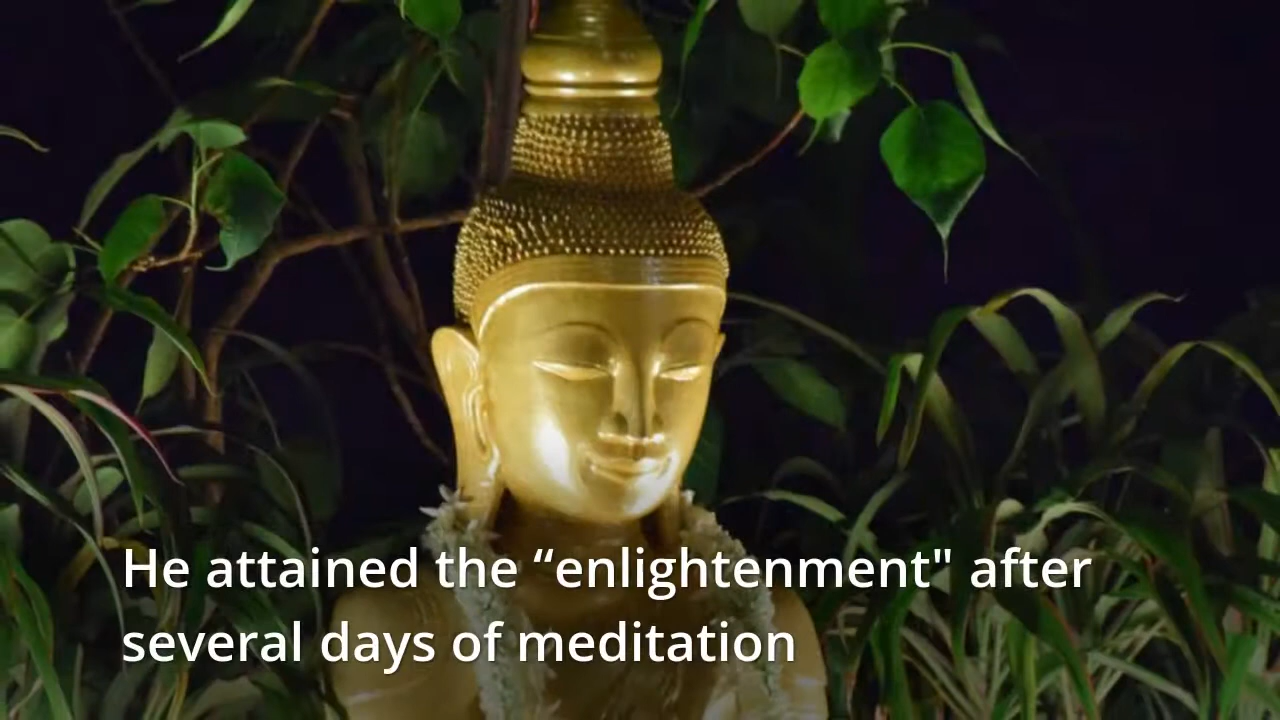 He attained the “enlightenment" after
several days of meditation